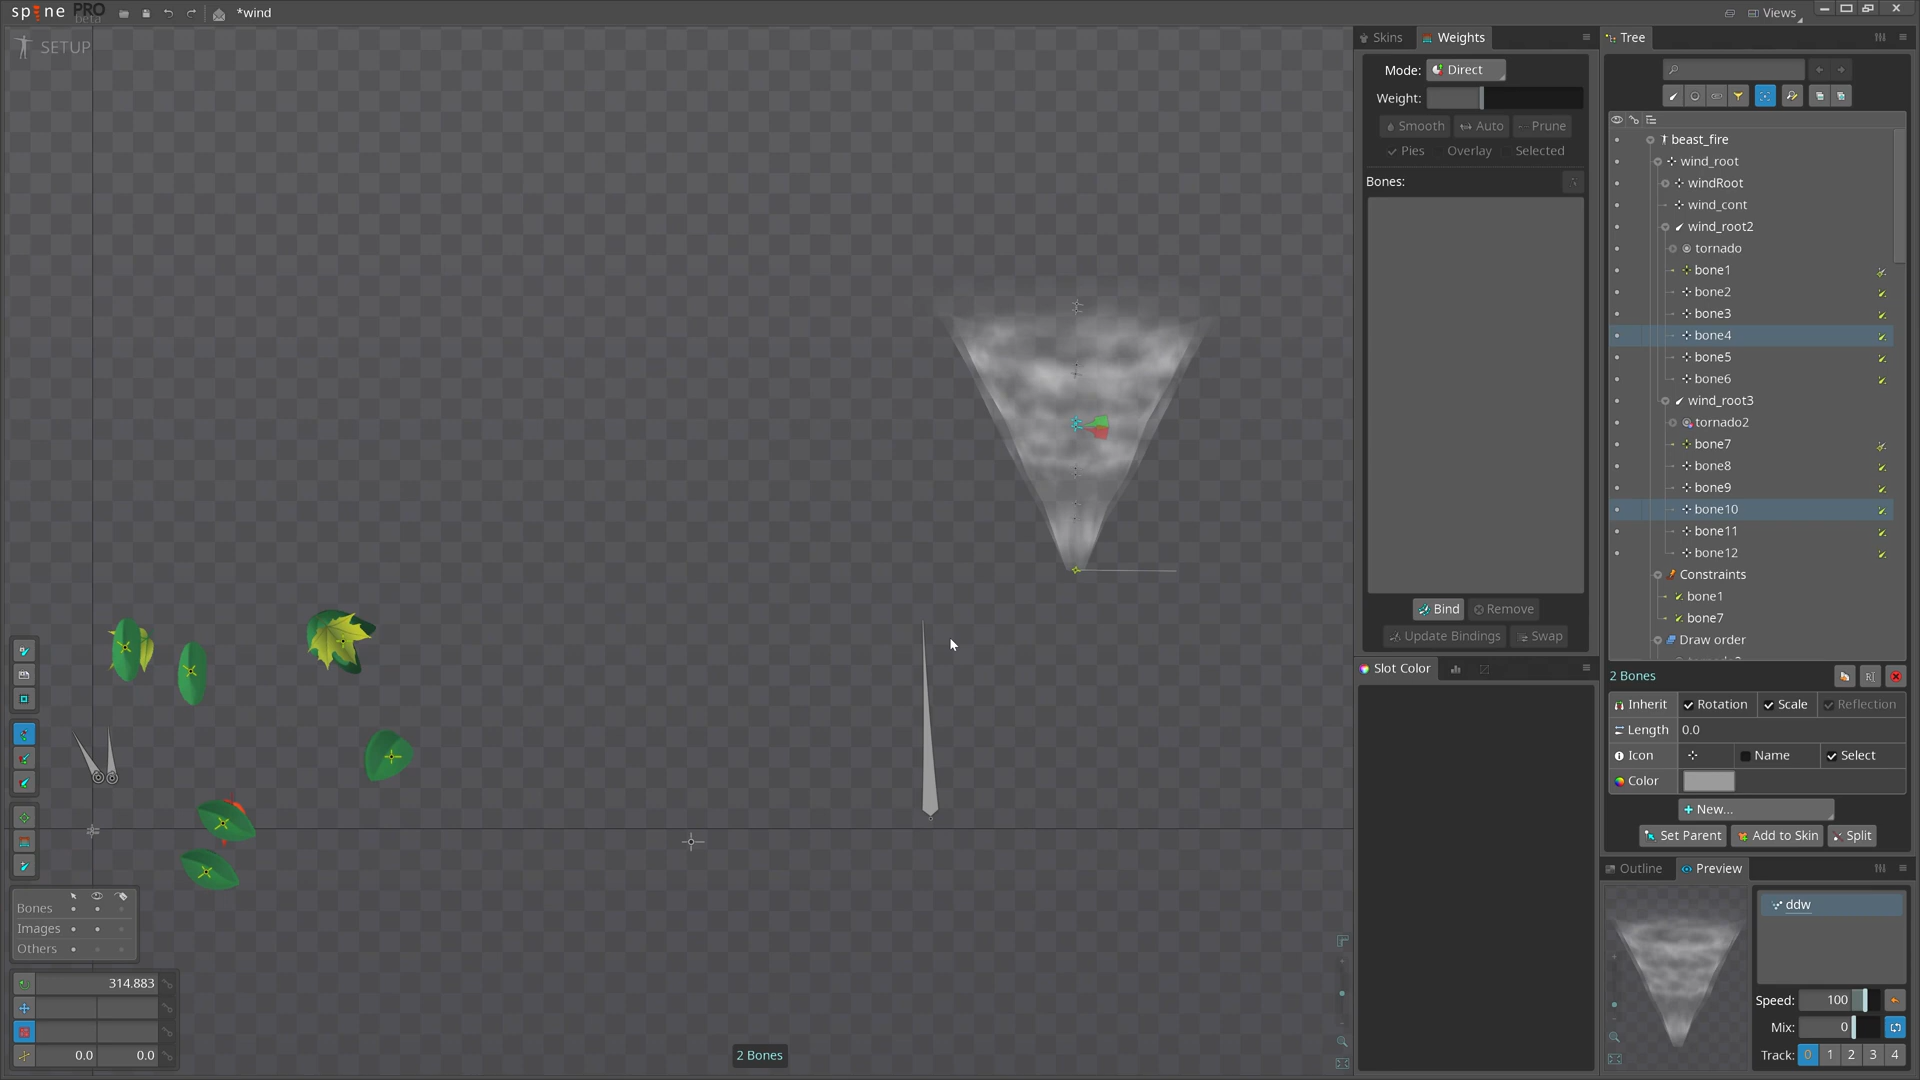 spine PRO beta
*wind
Views
SETUP
Skins
Weights
Tree
Mode: Direct
Weight:
Smooth Auto Prune
Pies Overlay Selected
Bones:
Bind Remove
Update Bindings Swap
Slot Color
beast_fire
wind_root
windRoot
wind_cont
wind_root2
tornado
bone1
bone2
bone3
bone4
bone5
bone6
wind_root3
tornado2
bone7
bone8
bone9
bone10
bone11
bone12
Constraints
bone1
bone7
Draw order
2 Bones
Inherit Rotation Scale Reflection
Length 0.0
Icon Name Select
Color
New...
Set Parent Add to Skin Split
Outline Preview
ddw
Speed: 100
Mix: 0
Track: 0 1 2 3 4
Bones
Images
Others
314.883
0.0 0.0
2 Bones